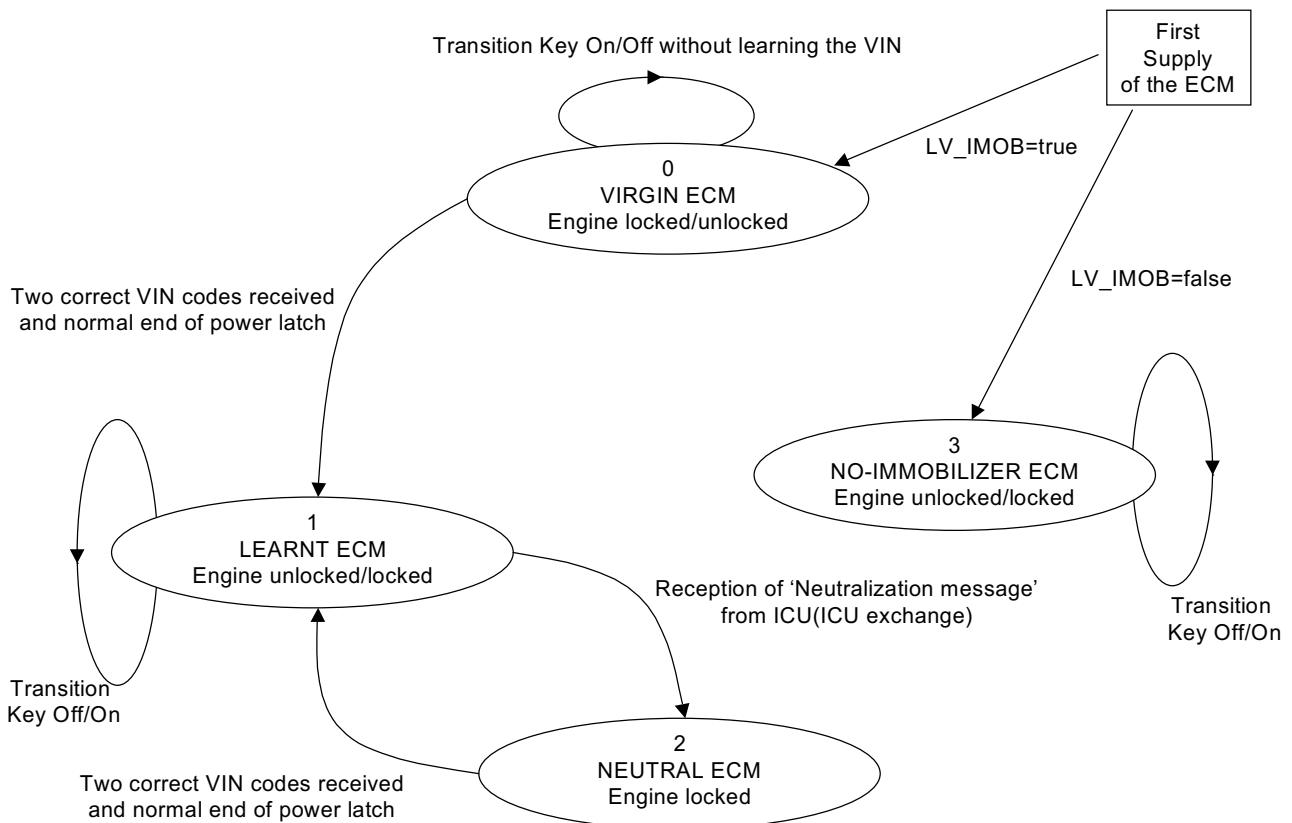 Transition Key On/Off without learning the VIN
First
Supply
of the ECM
LV_IMOB=true
0
VIRGIN ECM
Engine locked/unlocked
LV_IMOB=false
Two correct VIN codes received
and normal end of power latch
3
NO-IMMOBILIZER ECM
Engine unlocked/locked
1
LEARNT ECM
Engine unlocked/locked
Reception of ‘Neutralization message’
from ICU(ICU exchange)
Transition
Key Off/On
Transition
Key Off/On
2
NEUTRAL ECM
Engine locked
Two correct VIN codes received
and normal end of power latch